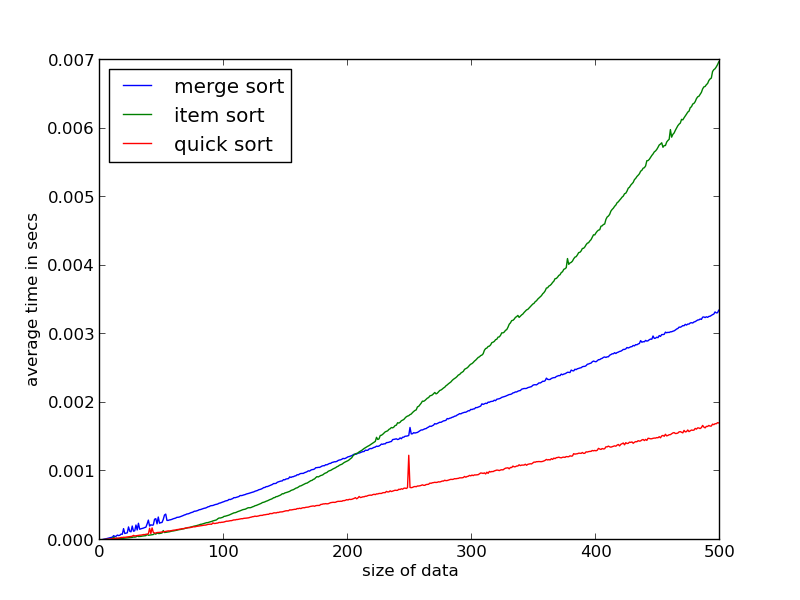 0.007
0.006
0.005
0.004
0.003
0.002
0.001
0.000
average time in secs
merge sort
item sort
quick sort
0 100 200 300 400 500
size of data